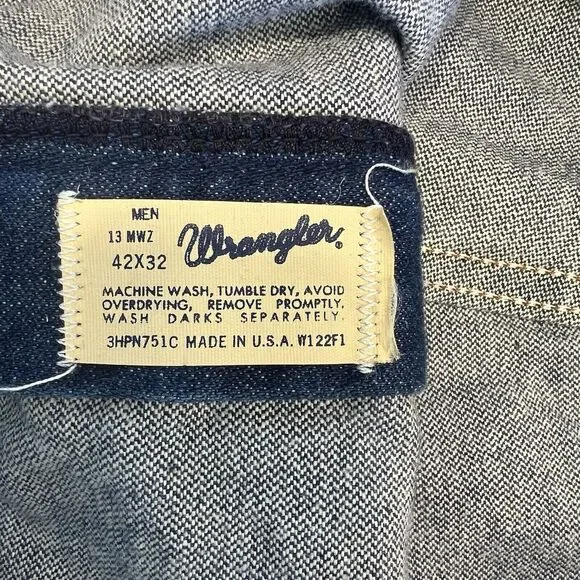 MEN
13 MWZ Wrangler®
42X32
MACHINE WASH, TUMBLE DRY, AVOID
OVERDRYING, REMOVE PROMPTLY.
WASH DARKS SEPARATELY.
3HPN751C MADE IN U.S.A. W122F1